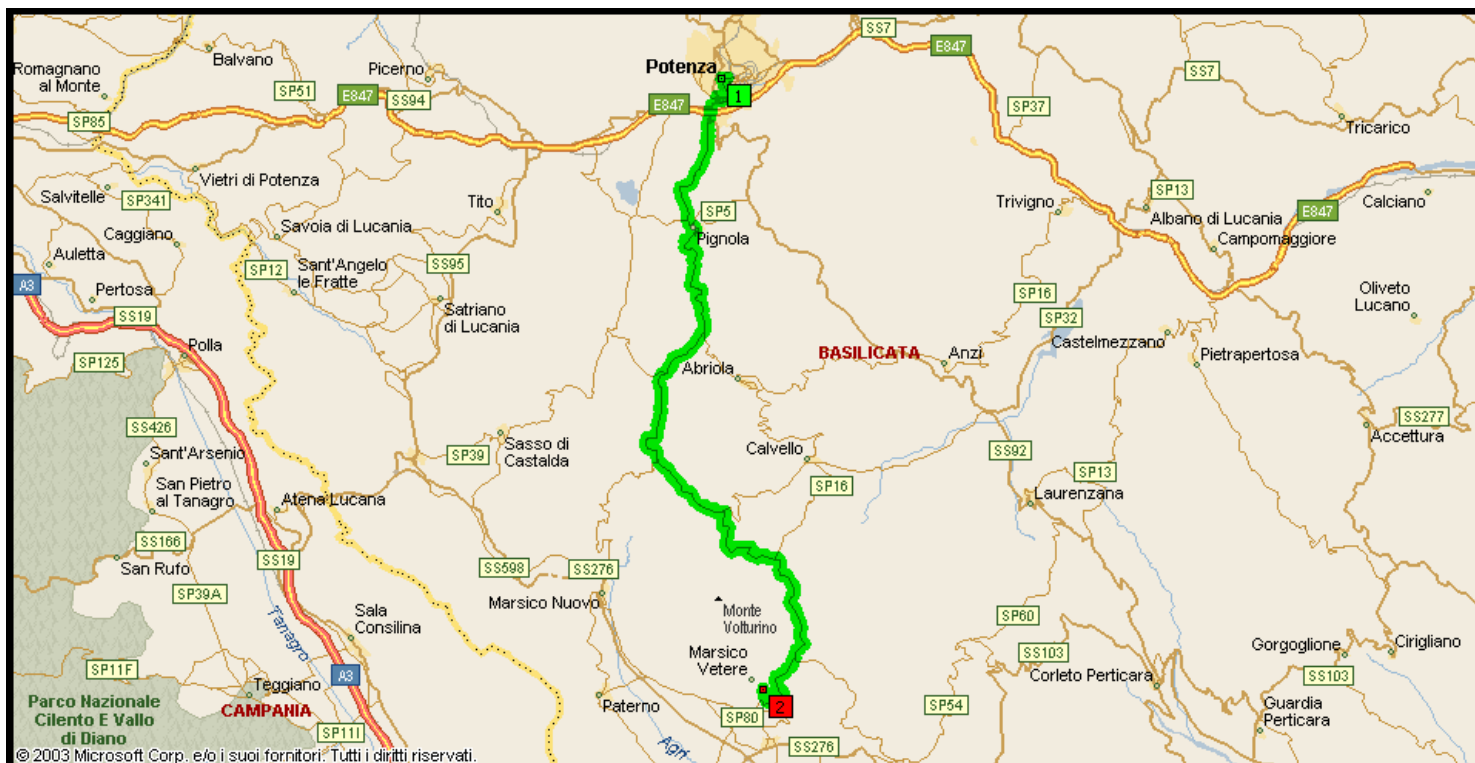 SS7
E847
Balvano
Romagnano
al Monte
Picerno
Potenza
SS7
SP51
E847
SS94
E847
1
SP37
SP85
Tricarico
Vietri di Potenza
Salvitelle
SP341
Tito
SP5
Trivigno
SP13
Calciano
Albano di Lucania
E847
Savoia di Lucania
Pignola
Caggiano
Campomaggiore
Auletta
SP12
Sant'Angelo
le Fratte
SS95
A3
Pertosa
SP16
Oliveto
Lucano
SS19
Satriano
di Lucania
SP32
Polla
Castelmezzano
SP125
BASILICATA
Anzi
Pietrapertosa
Abriola
SS426
SS277
Accettura
Sant'Arsenio
SP39
Sasso di
Castalda
Calvello
SS92
SP13
San Pietro
al Tanagro
Atena Lucana
SP16
Laurenzana
SS166
San Rufo
SS19
SS598
SS276
SP39A
Marsico Nuovo
Monte
Volturino
Tanagro
Sala
Consilina
SP60
Marsico
Vetere
SS103
Gorgoglione
Cirigliano
SP11F
A3
Corleto Perticara
SS103
Teggiano
Parco Nazionale
Cilento E Vallo
di Diano
CAMPANIA
Paterno
SP80
2
SP54
Guardia
Perticara
SP11I
Agri
SS276
© 2003 Microsoft Corp. e/o i suoi fornitori. Tutti i diritti riservati.